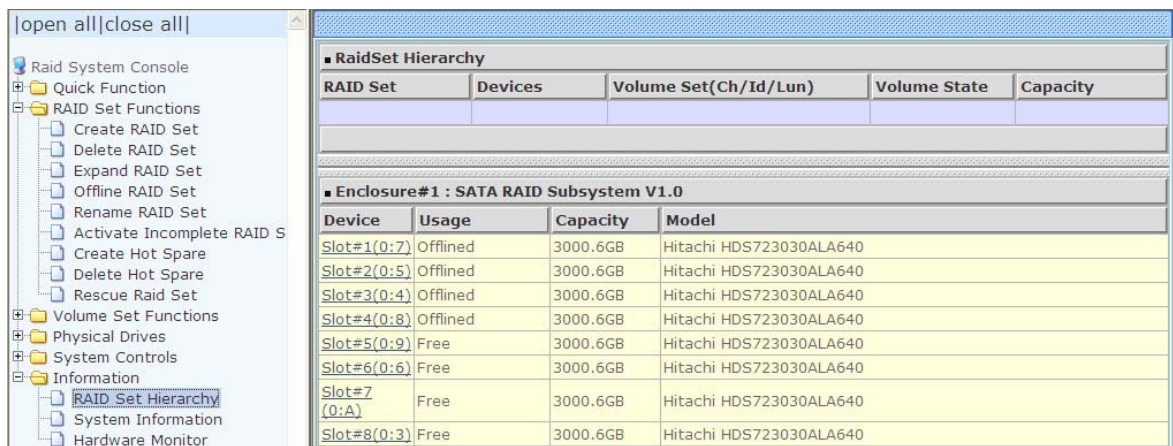 |open all|close all|
Raid System Console
Quick Function
RAID Set Functions
Create RAID Set
Delete RAID Set
Expand RAID Set
Offline RAID Set
Rename RAID Set
Activate Incomplete RAID S
Create Hot Spare
Delete Hot Spare
Rescue Raid Set
Volume Set Functions
Physical Drives
System Controls
Information
RAID Set Hierarchy
System Information
Hardware Monitor
RaidSet Hierarchy
RAID Set Devices Volume Set(Ch/Id/Lun) Volume State Capacity
Enclosure#1 : SATA RAID Subsystem V1.0
Device Usage Capacity Model
Slot#1(0:7) Offlined 3000.6GB Hitachi HDS723030ALA640
Slot#2(0:5) Offlined 3000.6GB Hitachi HDS723030ALA640
Slot#3(0:4) Offlined 3000.6GB Hitachi HDS723030ALA640
Slot#4(0:8) Offlined 3000.6GB Hitachi HDS723030ALA640
Slot#5(0:9) Free 3000.6GB Hitachi HDS723030ALA640
Slot#6(0:6) Free 3000.6GB Hitachi HDS723030ALA640
Slot#7
(0:A) Free 3000.6GB Hitachi HDS723030ALA640
Slot#8(0:3) Free 3000.6GB Hitachi HDS723030ALA640